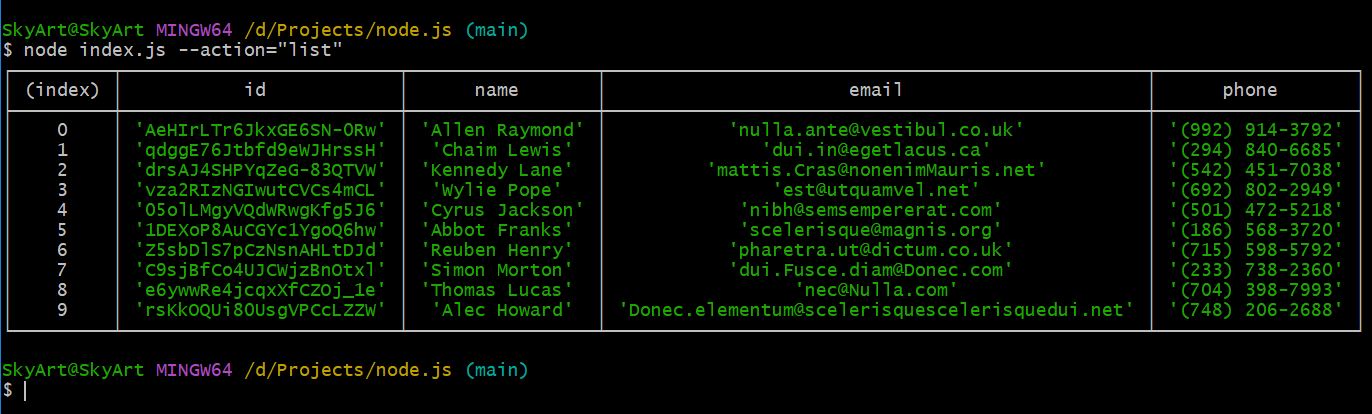 SkyArt@SkyArt MINGW64 /d/Projects/node.js (main)
$ node index.js --action="list"
(index) id name email phone
0 'AeHIrLTr6JkxGE6SN-0Rw' 'Allen Raymond' 'nulla.ante@vestibul.co.uk' '(992) 914-3792'
1 'qdggE76Jtbfd9eWJHrssH' 'Chaim Lewis' 'dui.in@egetlacus.ca' '(294) 840-6685'
2 'drsAJ4SHPYqZeG-83QTVW' 'Kennedy Lane' 'mattis.Cras@nonenimMauris.net' '(542) 451-7038'
3 'vza2RIzNGIwutCVCs4mCL' 'Wylie Pope' 'est@utquamvel.net' '(692) 802-2949'
4 '05olLMgyVQdWRwgKfg5J6' 'Cyrus Jackson' 'nibh@semsempererat.com' '(501) 472-5218'
5 '1DEXoP8AuCGYc1YgoQ6hw' 'Abbot Franks' 'scelerisque@magnis.org' '(186) 568-3720'
6 'Z5sbDlS7pCzNsnAHLtDJd' 'Reuben Henry' 'pharetra.ut@dictum.co.uk' '(715) 598-5792'
7 'C9sjBfCo4UJCWjzBnOtxl' 'Simon Morton' 'dui.Fusce.diam@Donec.com' '(233) 738-2360'
8 'e6ywwRe4jcqxXfCZOj_1e' 'Thomas Lucas' 'nec@Nulla.com' '(704) 398-7993'
9 'rsKkOQUi80UsgVPCcLZZW' 'Alec Howard' 'Donec.elementum@scelerisquescelerisquedui.net' '(748) 206-2688'
SkyArt@SkyArt MINGW64 /d/Projects/node.js (main)
$